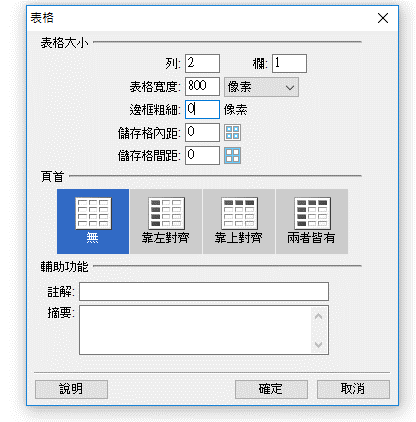 表格
表格大小
列: 2 欄: 1
表格寬度: 800 像素
邊框粗細: 0 像素
儲存格內距: 0
儲存格間距: 0
頁首
無 靠左對齊 靠上對齊 兩者皆有
輔助功能
註解:
摘要:
說明 確定 取消